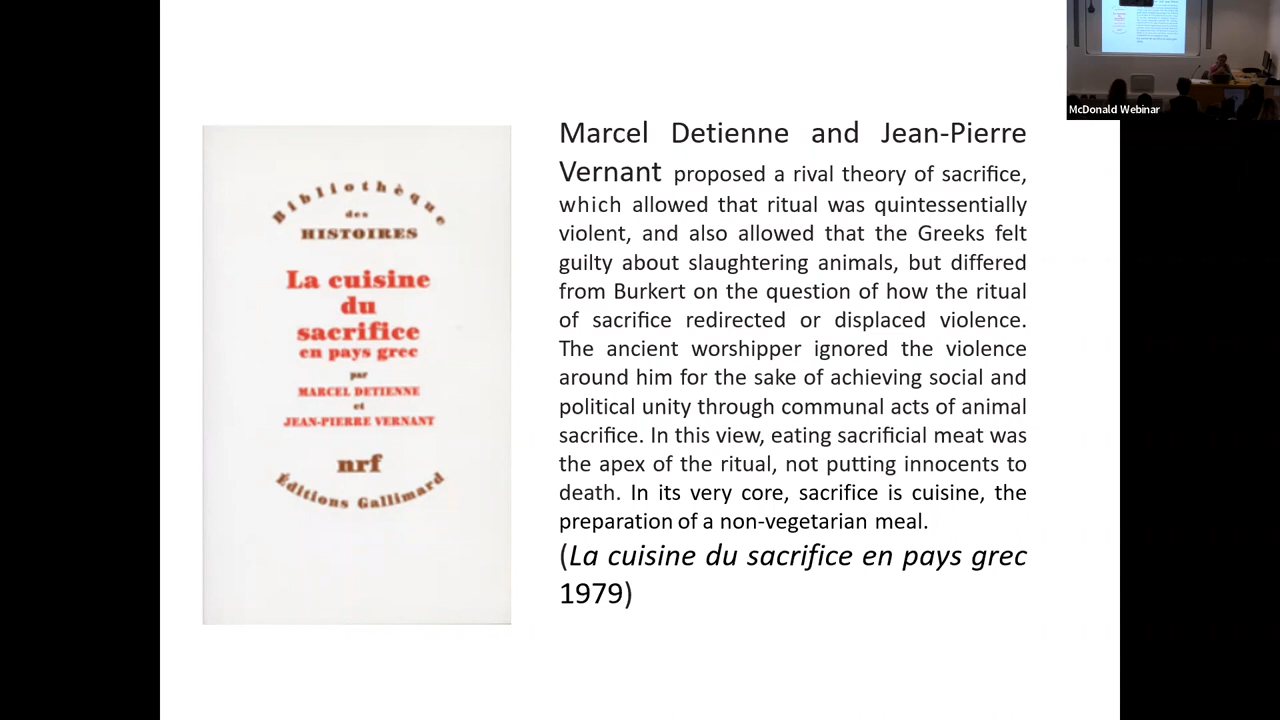 Bibliothèque
des
HISTOIRES
La cuisine
du
sacrifice
en pays grec
par
MARCEL DETIENNE
et
JEAN-PIERRE VERNANT
nrf
Éditions Gallimard
Marcel Detienne and Jean-Pierre
Vernant proposed a rival theory of sacrifice,
which allowed that ritual was quintessentially
violent, and also allowed that the Greeks felt
guilty about slaughtering animals, but differed
from Burkert on the question of how the ritual
of sacrifice redirected or displaced violence.
The ancient worshipper ignored the violence
around him for the sake of achieving social and
political unity through communal acts of animal
sacrifice. In this view, eating sacrificial meat was
the apex of the ritual, not putting innocents to
death. In its very core, sacrifice is cuisine, the
preparation of a non-vegetarian meal.
(La cuisine du sacrifice en pays grec
1979)
McDonald Webinar